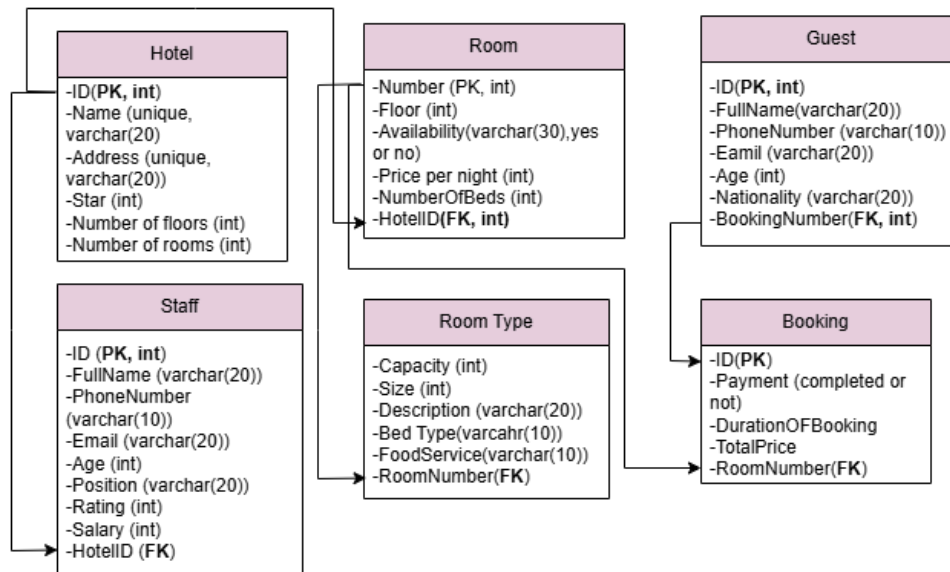 Hotel
-ID(PK, int)
-Name (unique,
varchar(20)
-Address (unique,
varchar(20))
-Star (int)
-Number of floors (int)
-Number of rooms (int)
Room
-Number (PK, int)
-Floor (int)
-Availability(varchar(30),yes
or no)
-Price per night (int)
-NumberOfBeds (int)
-HotelID(FK, int)
Guest
-ID(PK, int)
-FullName(varchar(20))
-PhoneNumber (varchar(10))
-Eamil (varchar(20))
-Age (int)
-Nationality (varchar(20))
-BookingNumber(FK, int)
Staff
-ID (PK, int)
-FullName (varchar(20))
-PhoneNumber
(varchar(10))
-Email (varchar(20))
-Age (int)
-Position (varchar(20))
-Rating (int)
-Salary (int)
-HotelID (FK)
Room Type
-Capacity (int)
-Size (int)
-Description (varchar(20))
-Bed Type(varcahr(10))
-FoodService(varchar(10))
-RoomNumber(FK)
Booking
-ID(PK)
-Payment (completed or
not)
-DurationOFBooking
-TotalPrice
-RoomNumber(FK)